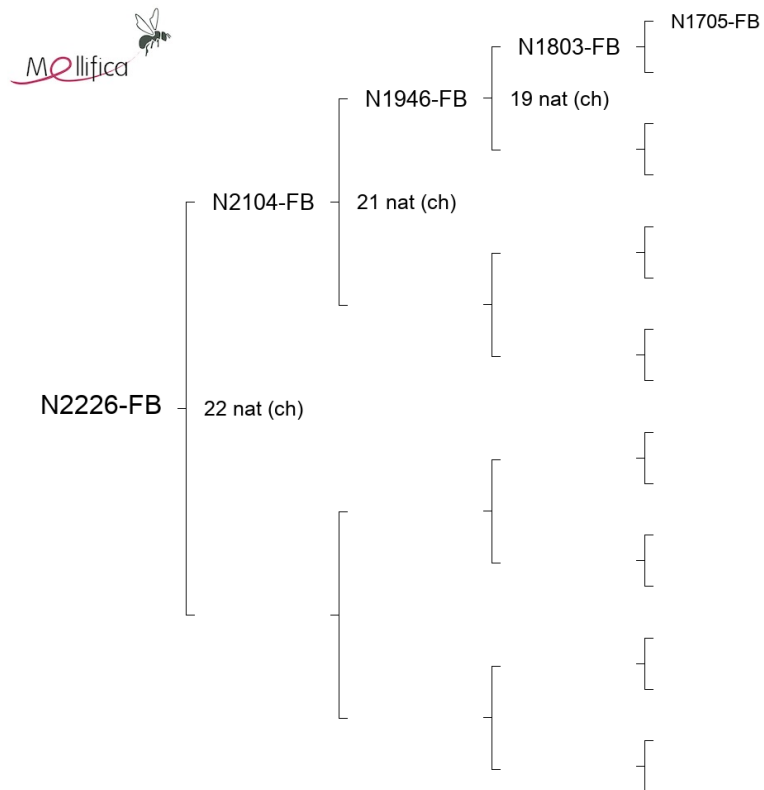 Mellifica
N1705-FB
N1803-FB
N1946-FB
19 nat (ch)
N2104-FB
21 nat (ch)
N2226-FB
22 nat (ch)